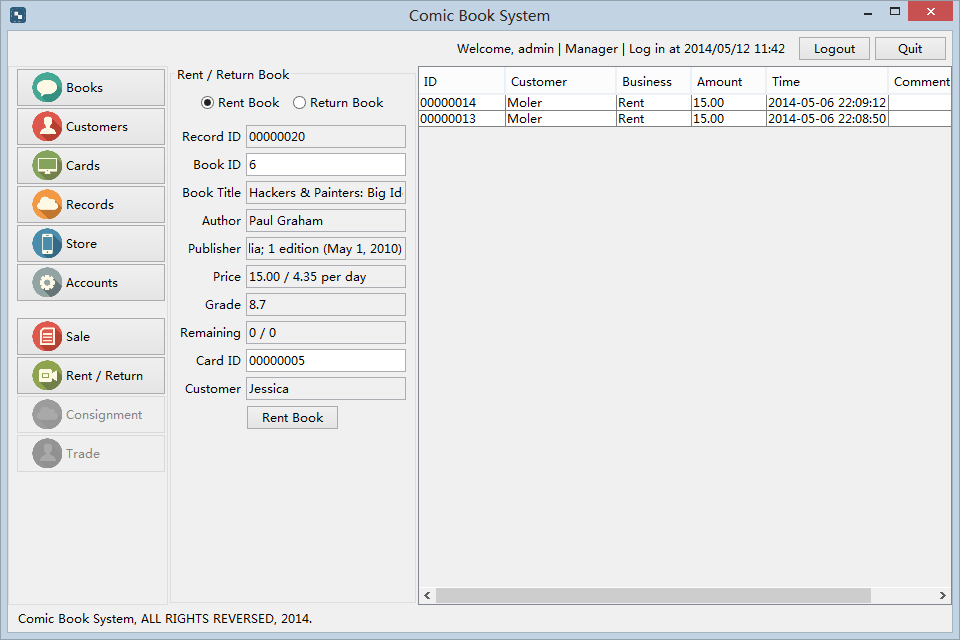 Comic Book System
Welcome, admin | Manager | Log in at 2014/05/12 11:42 Logout Quit
Books
Customers
Cards
Records
Store
Accounts
Sale
Rent / Return
Consignment
Trade
Rent / Return Book
Rent Book Return Book
Record ID 00000020
Book ID 6
Book Title Hackers & Painters: Big Id
Author Paul Graham
Publisher lia; 1 edition (May 1, 2010)
Price 15.00 / 4.35 per day
Grade 8.7
Remaining 0 / 0
Card ID 00000005
Customer Jessica
Rent Book
ID Customer Business Amount Time Comment
00000014 Moler Rent 15.00 2014-05-06 22:09:12
00000013 Moler Rent 15.00 2014-05-06 22:08:50
Comic Book System, ALL RIGHTS REVERSED, 2014.